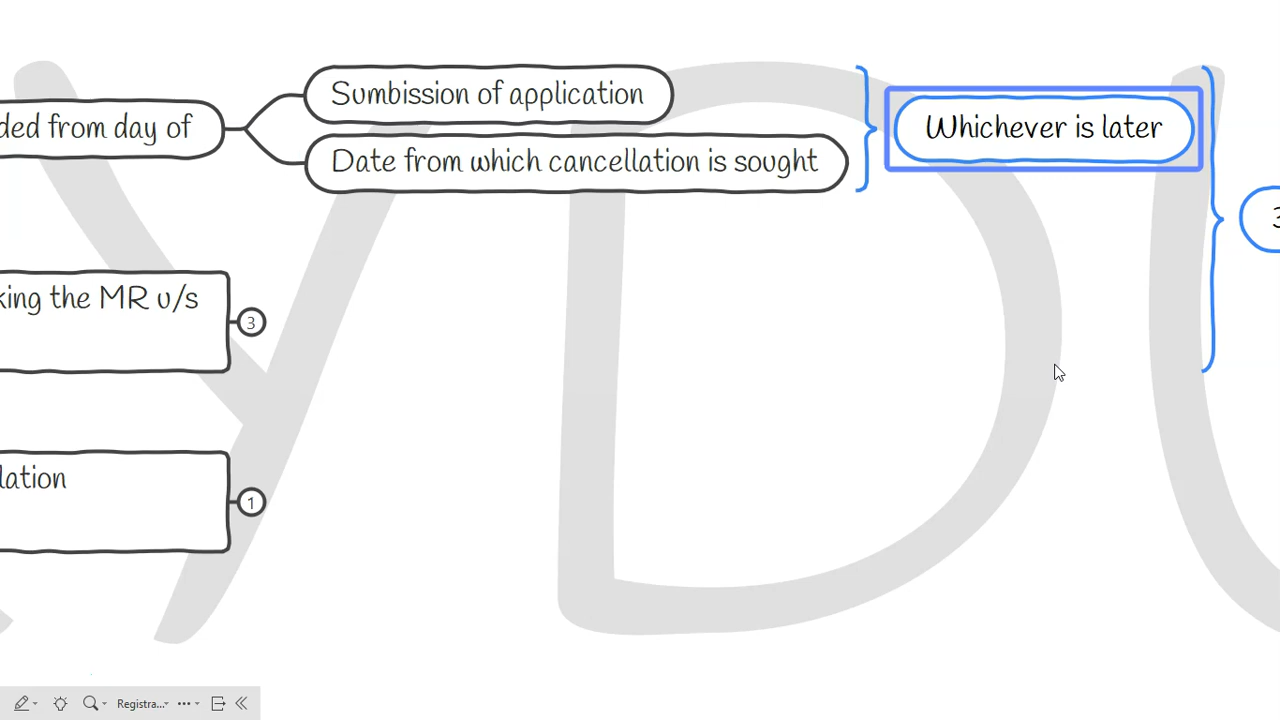 ded from day of
Sumbission of application
Date from which cancellation is sought
Whichever is later
3
king the MR u/s
3
lation
1
Registra...